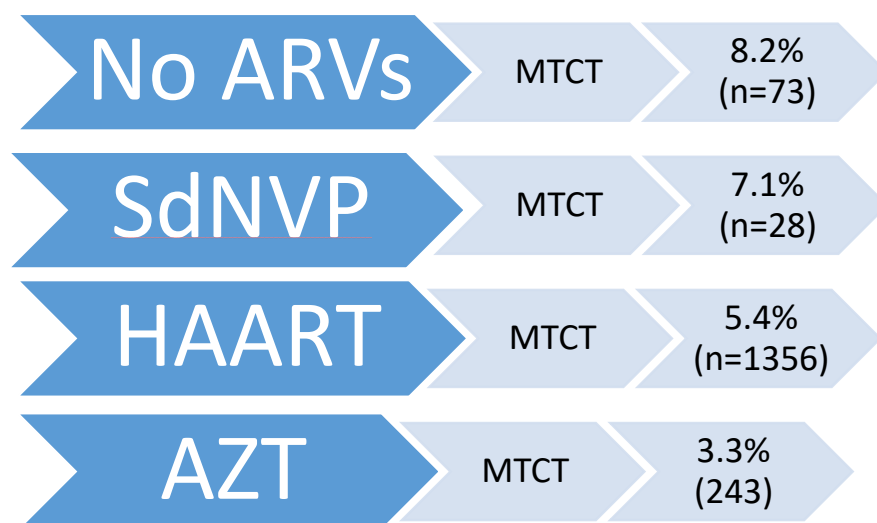 No ARVs
MTCT
8.2%
(n=73)
SdNVP
MTCT
7.1%
(n=28)
HAART
MTCT
5.4%
(n=1356)
AZT
MTCT
3.3%
(243)